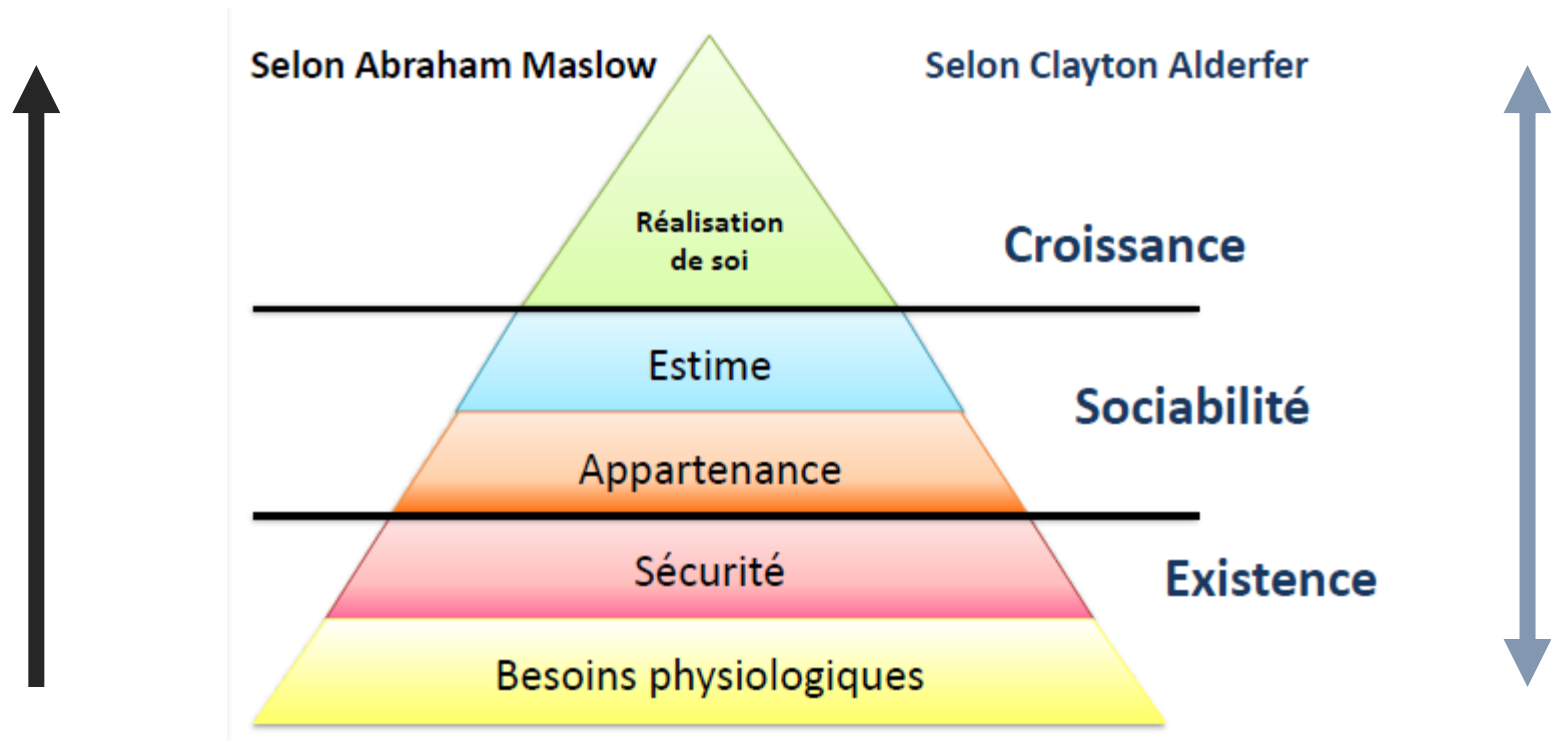 Selon Abraham Maslow
Selon Clayton Alderfer
Réalisation
de soi
Croissance
Estime
Sociabilité
Appartenance
Sécurité
Existence
Besoins physiologiques